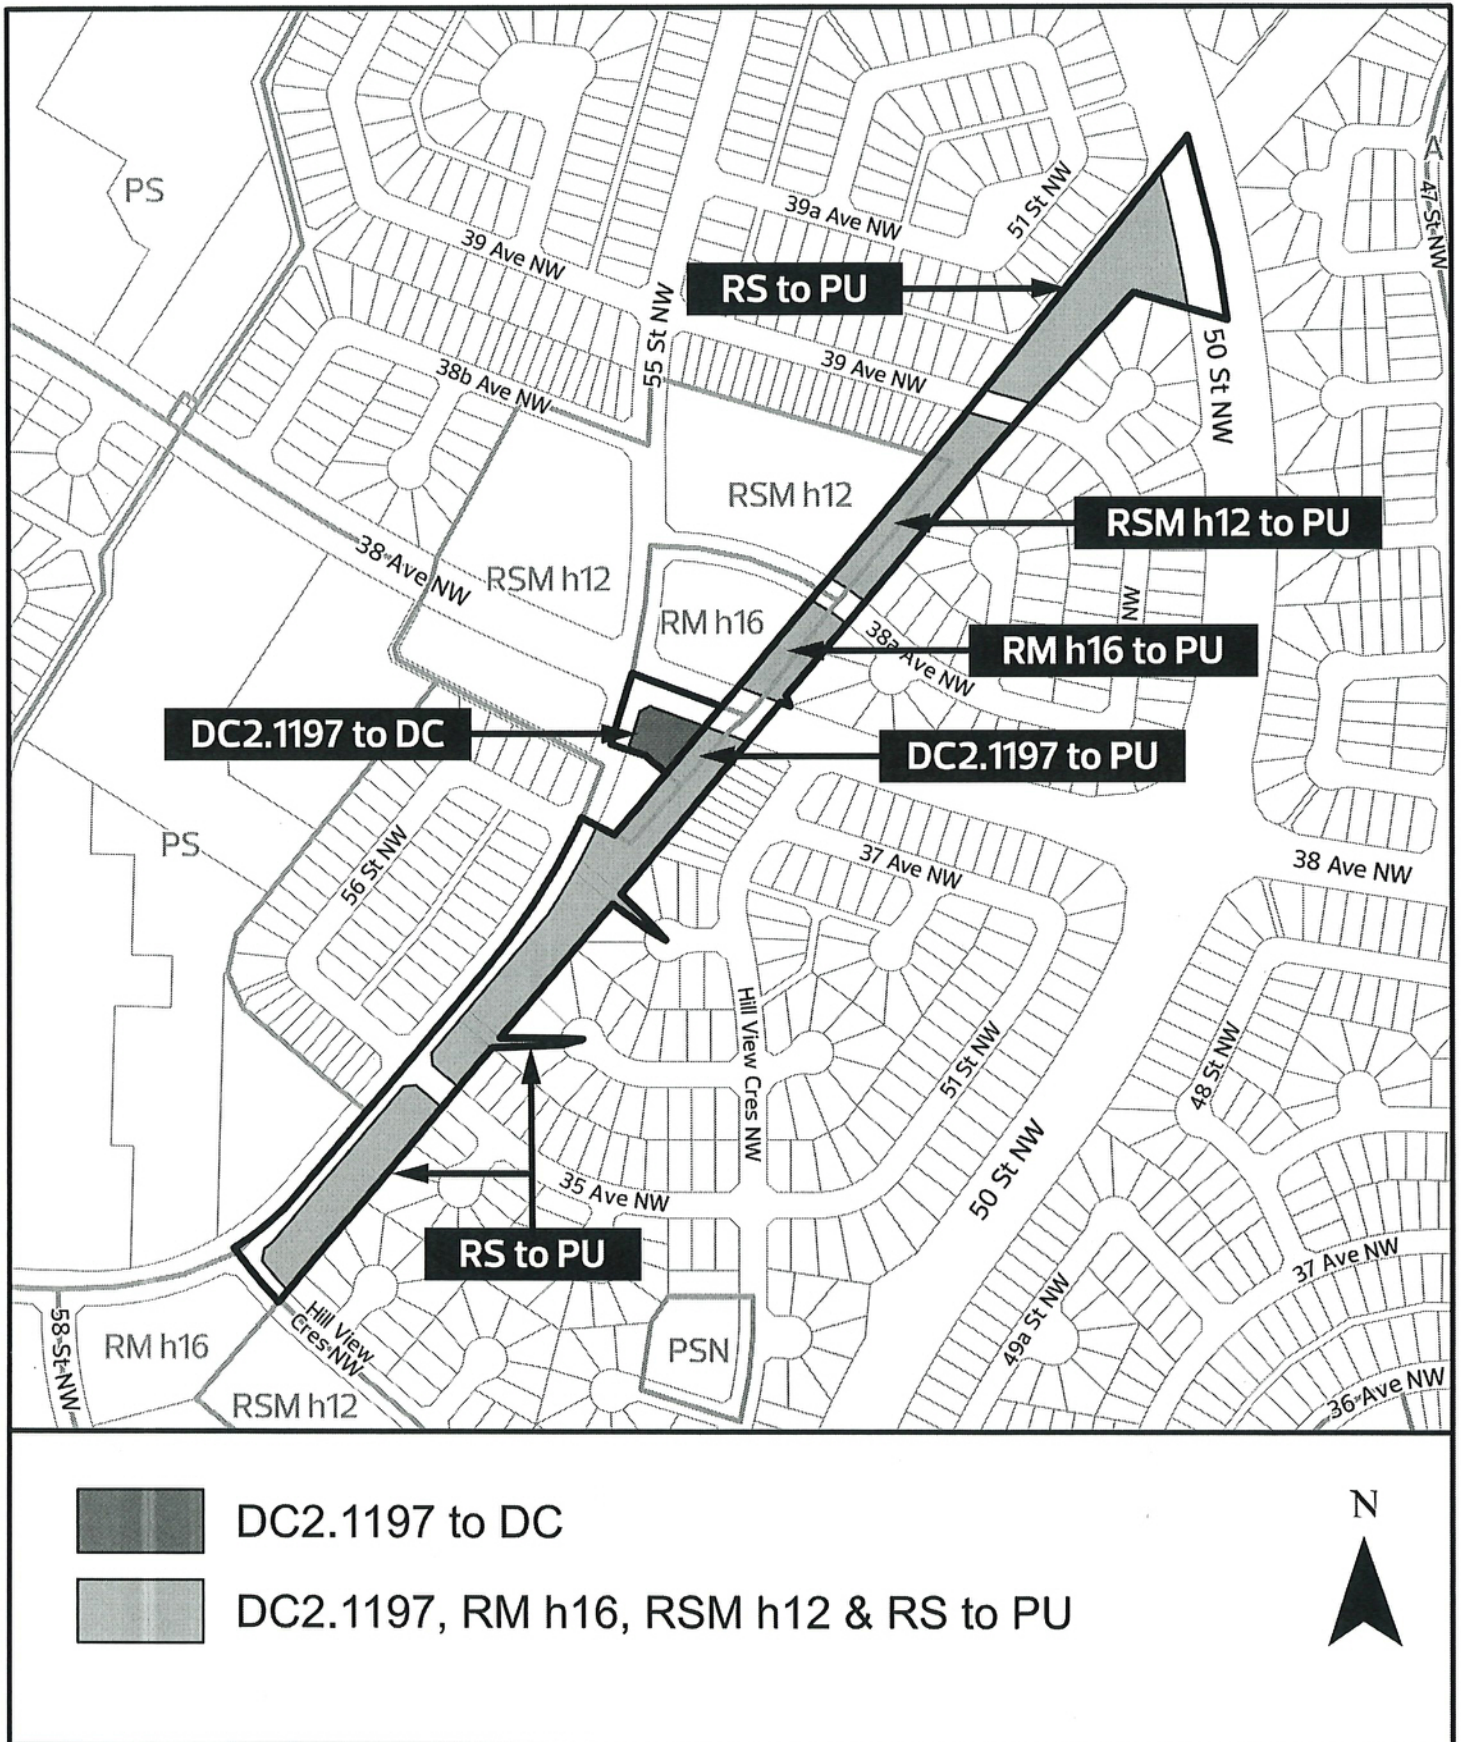 PS
39a Ave NW
51 St NW
A
47 St NW
39 Ave NW
RS to PU
55 St NW
50 St NW
38b Ave NW
39 Ave NW
RSM h12
RSM h12 to PU
38 Ave NW
RSM h12
RM h16
NW
38a Ave NW
RM h16 to PU
DC2.1197 to DC
DC2.1197 to PU
PS
56 St NW
37 Ave NW
38 Ave NW
Hill View Cres NW
51 St NW
48 St NW
50 St NW
35 Ave NW
RS to PU
37 Ave NW
58 St NW
RM h16
Hill View
Cres NW
PSN
49a St NW
RSM h12
36 Ave NW
DC2.1197 to DC
N
DC2.1197, RM h16, RSM h12 & RS to PU